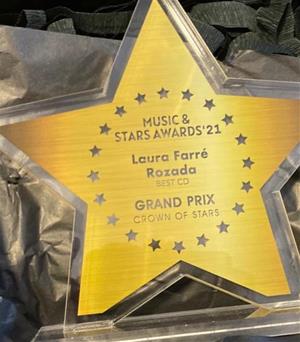 MUSIC &
STARS AWARDS'21
Laura Farré
Rozada
BEST CD
GRAND PRIX
CROWN OF STARS